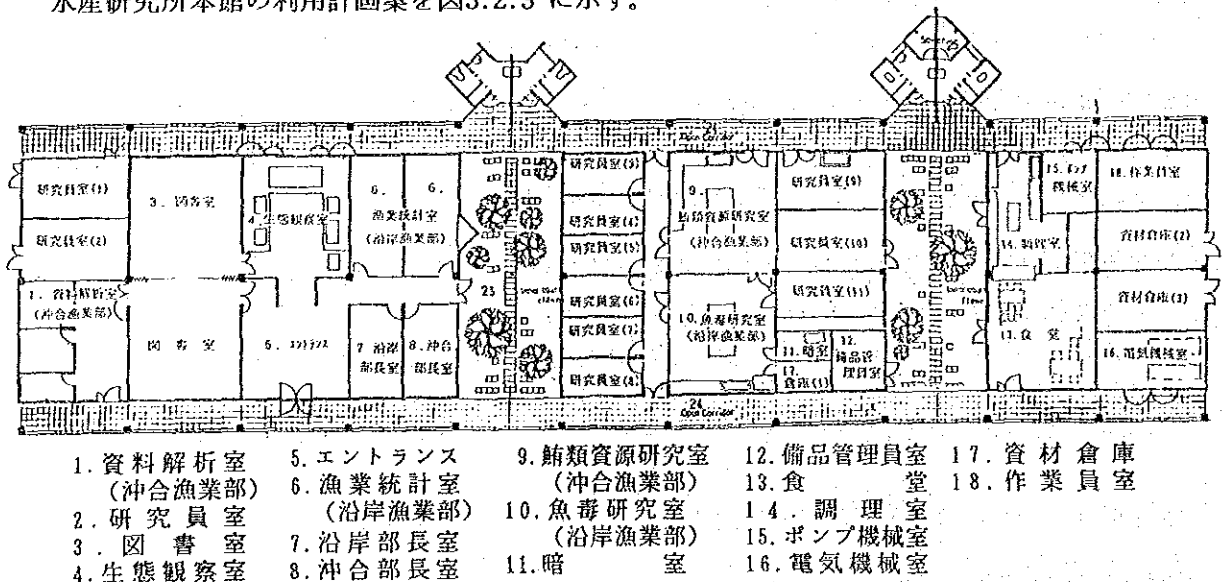 水産研究所本館の利用計画案を図3.2.3 に示す。
21
Open Corridor
研究員室(1)
研究員室(2)
1. 資料解析室
(沖合漁業部)
3. 図書室
図 書 室
4.生態観察室
5. エントランス
6.
6.
漁業統計室
(沿岸漁業部)
7.沿岸
部長室
8.沖合
部長室
23
研究員室(3)
研究員室(4)
研究員室(5)
研究員室(6)
研究員室(7)
研究員室(8)
9.
鮪類資源研究室
(沖合漁業部)
10.魚毒研究室
(沿岸漁業部)
研究員室(9)
研究員室(10)
研究員室(11)
11.暗室
17.
倉庫(1)
12.
備品管
理員室
24
Open Corridor
15.ポンプ
機械室
14.調理室
13.食 堂
18.作業員室
資材倉庫(2)
資材倉庫(3)
16.電気機械室
1.資料解析室
(沖合漁業部)
2.研究員室
3.図書室
4.生態観察室
5.エントランス
6.漁業統計室
(沿岸漁業部)
7.沿岸部長室
8.沖合部長室
9.鮪類資源研究室
(沖合漁業部)
10.魚毒研究室
(沿岸漁業部)
11.暗 室
12.備品管理員室
13.食 堂
14.調理室
15.ポンプ機械室
16.電気機械室
17.資材倉庫
18.作業員室